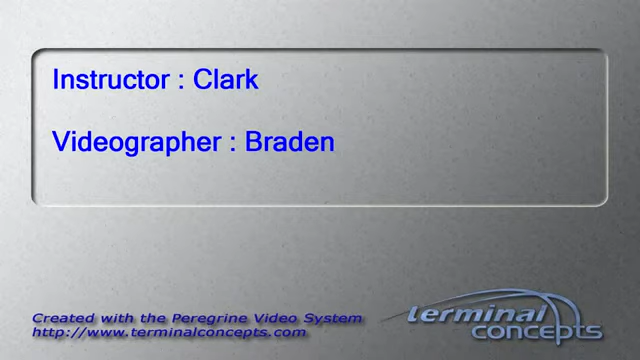 Instructor : Clark
Videographer : Braden
Created with the Peregrine Video System
http://www.terminalconcepts.com
terminal
concepts